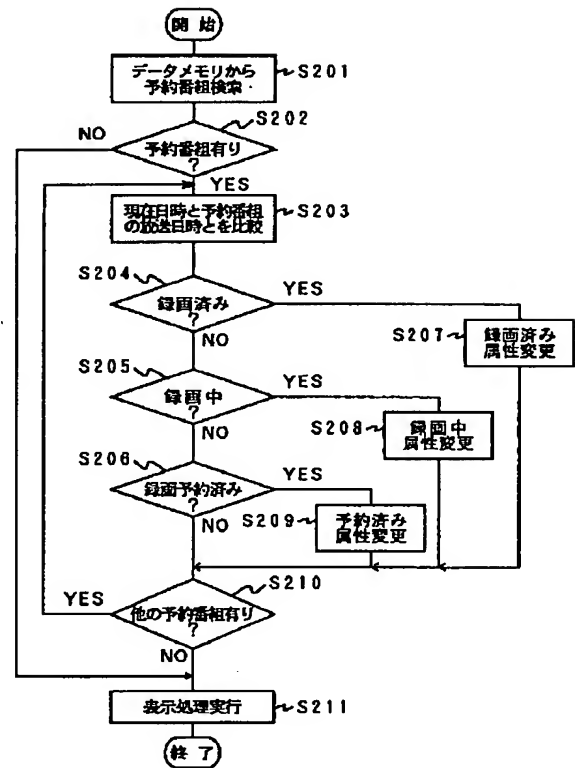 開 始
データメモリから
予約番組検索
S201
S202
NO
予約番組有り
?
YES
現在日時と予約番組
の放送日時とを比較
S203
S204
録画済み
?
YES
NO
S207
録画済み
属性変更
S205
録画中
?
YES
NO
S208
録画中
属性変更
S206
録画予約済み
?
YES
NO
S209
予約済み
属性変更
S210
YES
他の予約番組有り
?
NO
表示処理実行
S211
終 了